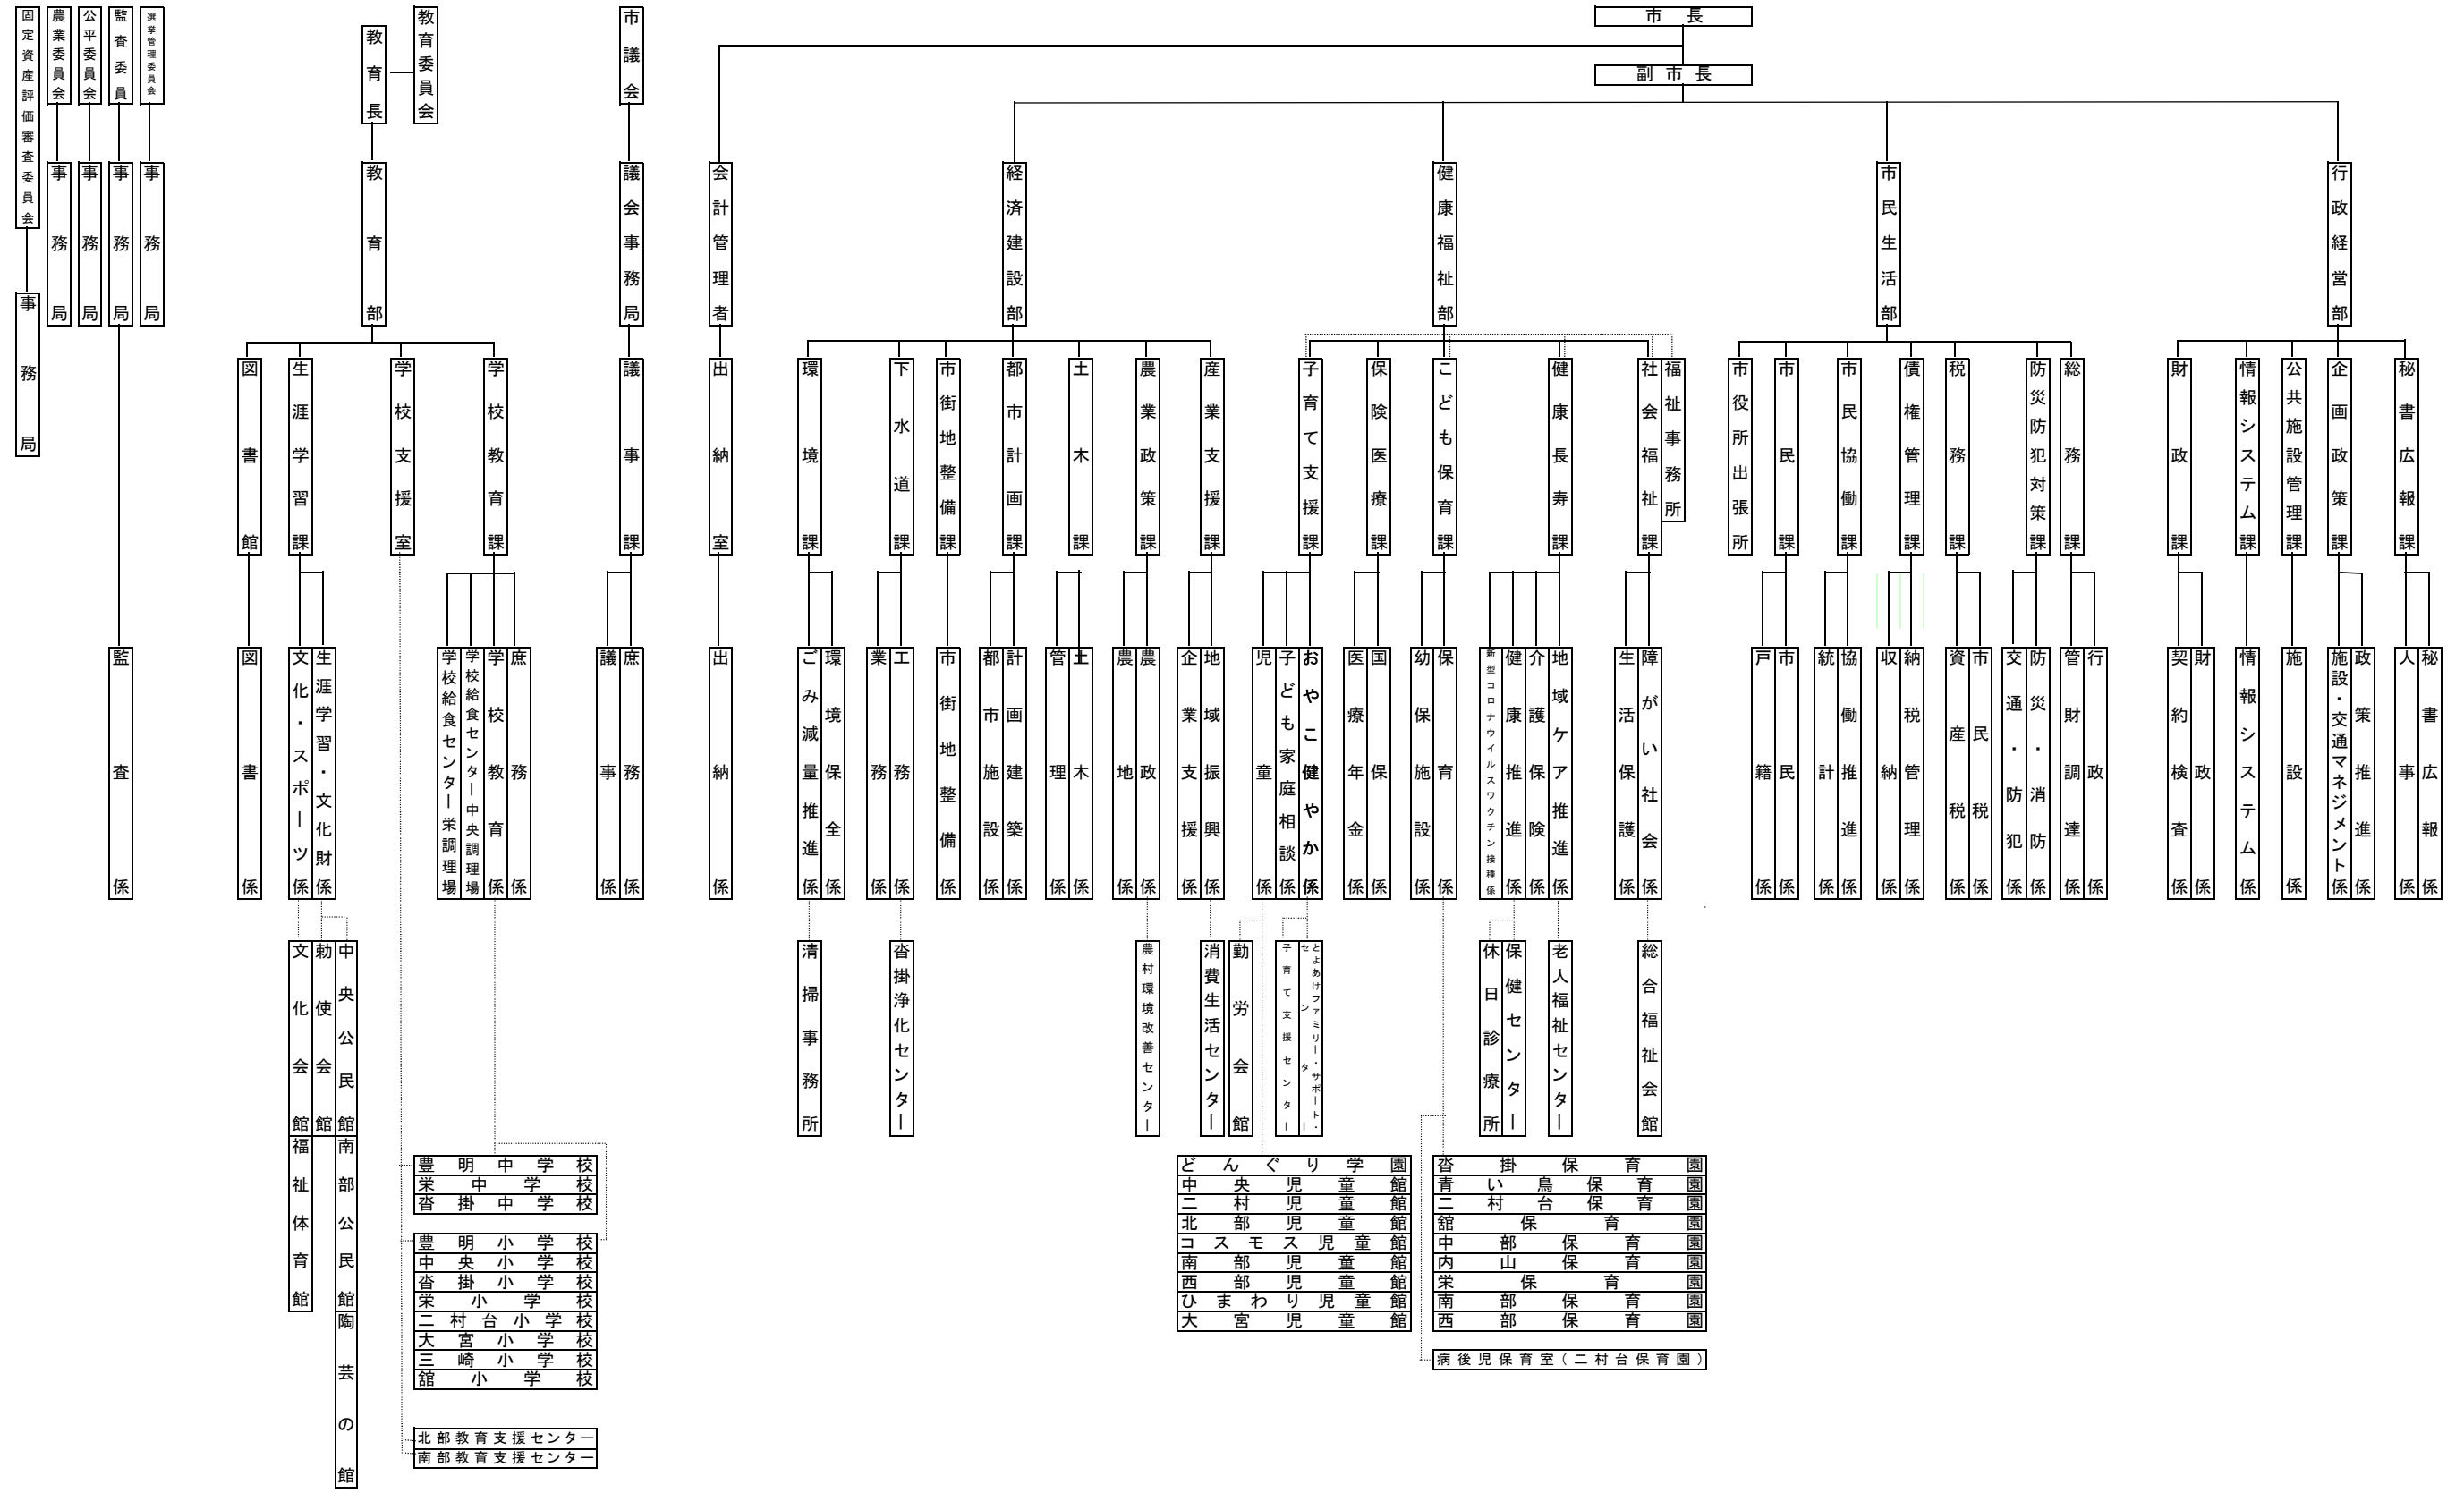 市長
副市長
行政経営部
市民生活部
健康福祉部
経済建設部
会計管理者
市議会
議会事務局
教育委員会
教育長
教育部
選挙管理委員会
監査委員
公平委員会
農業委員会
固定資産評価審査委員会
事務局
事務局
事務局
事務局
事務局
秘書広報課
企画政策課
公共施設管理課
情報システム課
財政課
総務課
防災防犯対策課
税務課
債権管理課
市民協働課
市民課
市役所出張所
福祉事務所
社会福祉課
健康長寿課
こども保育課
保険医療課
子育て支援課
産業支援課
農業政策課
土木課
都市計画課
市街地整備課
下水道課
環境課
出納室
議事課
学校教育課
学校支援室
生涯学習課
図書館
秘書広報係
人事係
政策推進係
施設・交通マネジメント係
施設係
情報システム係
財政係
契約検査係
行政係
管財調達係
防災・消防係
交通・防犯係
市民税係
資産税係
納税管理係
収納係
協働推進係
統計係
市民係
戸籍係
障がい社会係
生活保護係
地域ケア推進係
介護保険係
健康推進係
新型コロナウイルスワクチン接種係
保育係
幼保施設係
国保係
医療年金係
おやこ健やか係
子ども家庭相談係
児童係
地域振興係
企業支援係
農政係
農地係
土木係
管理係
計画建築係
都市施設係
市街地整備係
工務係
業務係
環境保全係
ごみ減量推進係
出納係
庶務係
議事係
庶務係
学校教育係
学校給食センター中央調理場
学校給食センター栄調理場
生涯学習・文化財係
文化・スポーツ係
図書係
監査係
総合福祉会館
老人福祉センター
保健センター
休日診療所
とよあけファミリー・サポート・センター
子育て支援センター
勤労会館
消費生活センター
農村環境改善センター
沓掛浄化センター
清掃事務所
中央公民館
勅使会館
文化会館
南部公民館
福祉体育館
陶芸の館
沓掛保育園
青い鳥保育園
二村台保育園
舘保育園
中部保育園
内山保育園
栄保育園
南部保育園
西部保育園
病後児保育室（二村台保育園）
どんぐり学園
中央児童館
二村児童館
北部児童館
コスモス児童館
南部児童館
西部児童館
ひまわり児童館
大宮児童館
豊明中学校
栄中学校
沓掛中学校
豊明小学校
中央小学校
沓掛小学校
栄小学校
二村台小学校
大宮小学校
三崎小学校
舘小学校
北部教育支援センター
南部教育支援センター